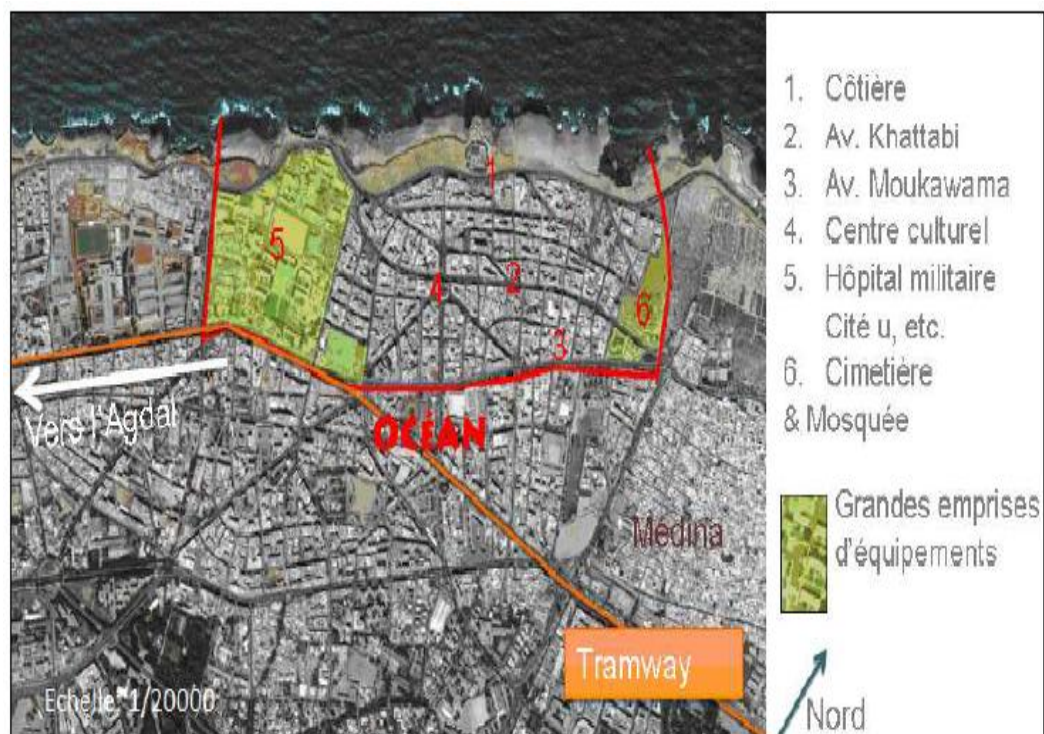 1
2
3
4
5
6
OCÉAN
Vers l'Agdal
Médina
Tramway
Echelle: 1/20000
1. Côtière
2. Av. Khattabi
3. Av. Moukawama
4. Centre culturel
5. Hôpital militaire
Cité u, etc.
6. Cimetière
& Mosquée
Grandes emprises
d'équipements
Nord